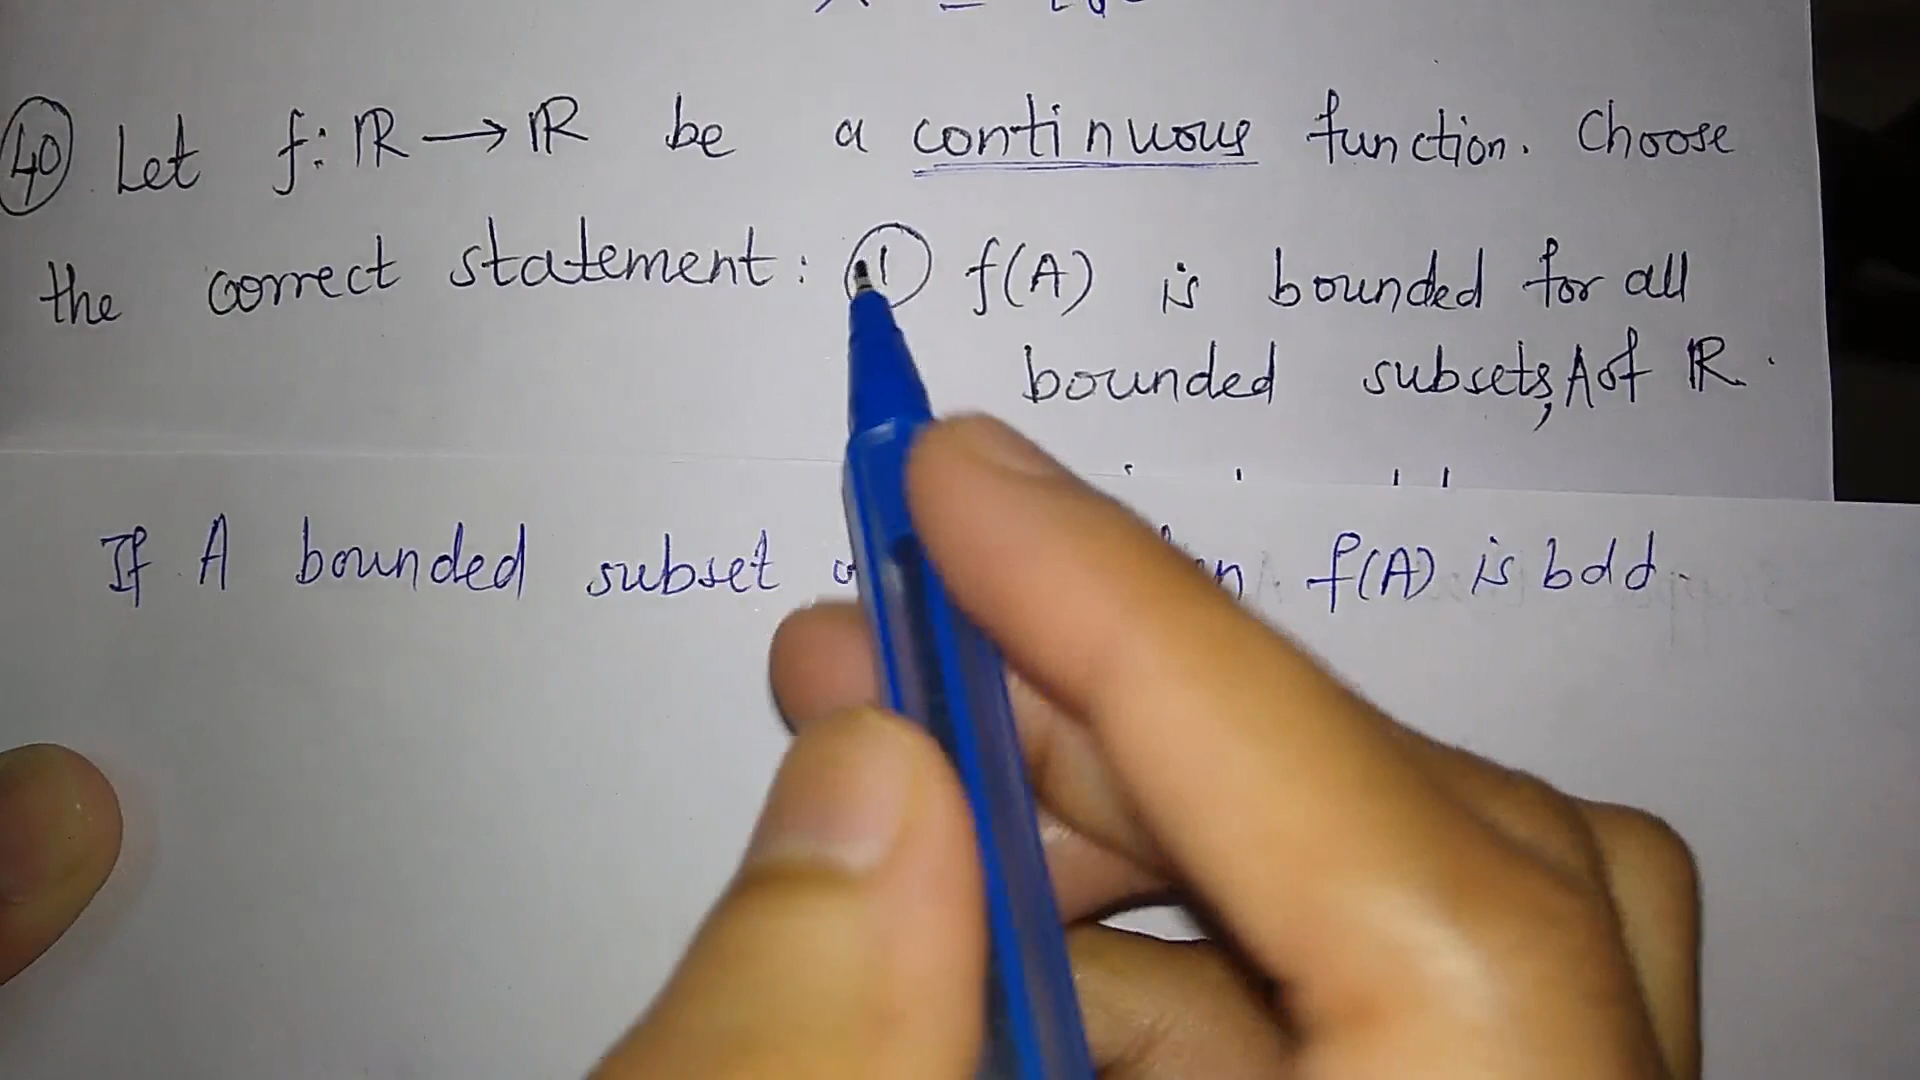 40 Let f: ℝ → ℝ be a continuous function. Choose
the correct statement: 1 f(A) is bounded for all
bounded subsets, A of ℝ.
If A bounded subset f(A) is bdd.